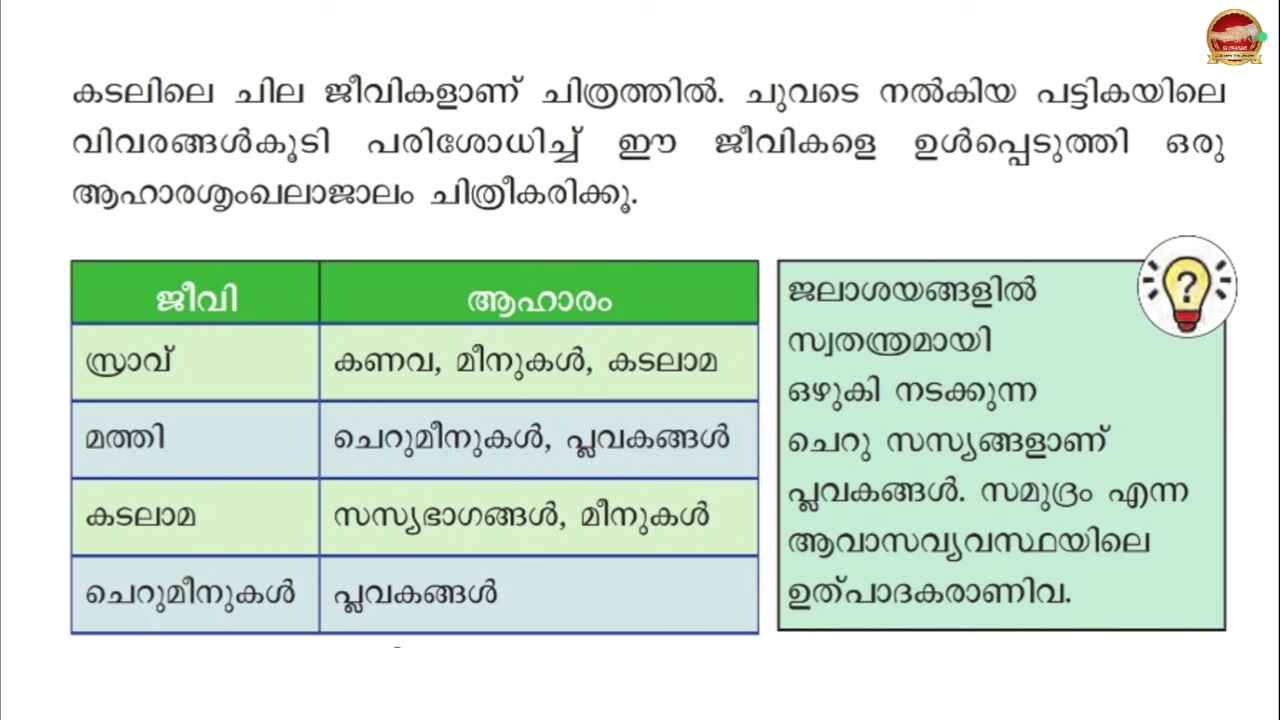 കടലിലെ ചില ജീവികളാണ് ചിത്രത്തിൽ. ചുവടെ നൽകിയ പട്ടികയിലെ
വിവരങ്ങൾകൂടി പരിശോധിച്ച് ഈ ജീവികളെ ഉൾപ്പെടുത്തി ഒരു
ആഹാരശൃംഖലാജാലം ചിത്രീകരിക്കൂ.
ജീവി ആഹാരം
സ്രാവ് കണവ, മീനുകൾ, കടലാമ
മത്തി ചെറുമീനുകൾ, പ്ലവകങ്ങൾ
കടലാമ സസ്യഭാഗങ്ങൾ, മീനുകൾ
ചെറുമീനുകൾ പ്ലവകങ്ങൾ
ജലാശയങ്ങളിൽ
സ്വതന്ത്രമായി
ഒഴുകി നടക്കുന്ന
ചെറു സസ്യങ്ങളാണ്
പ്ലവകങ്ങൾ. സമുദ്രം എന്ന
ആവാസവ്യവസ്ഥയിലെ
ഉത്പാദകരാണിവ.
?